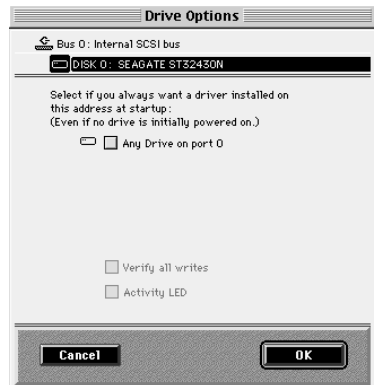 Drive Options
Bus 0: Internal SCSI bus
DISK 0: SEAGATE ST32430N
Select if you always want a driver installed on
this address at startup:
(Even if no drive is initially powered on.)
Any Drive on port 0
Verify all writes
Activity LED
Cancel
OK